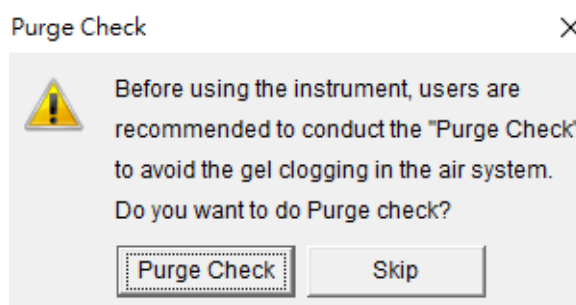 Purge Check
Before using the instrument, users are
recommended to conduct the "Purge Check"
to avoid the gel clogging in the air system.
Do you want to do Purge check?
Purge Check
Skip